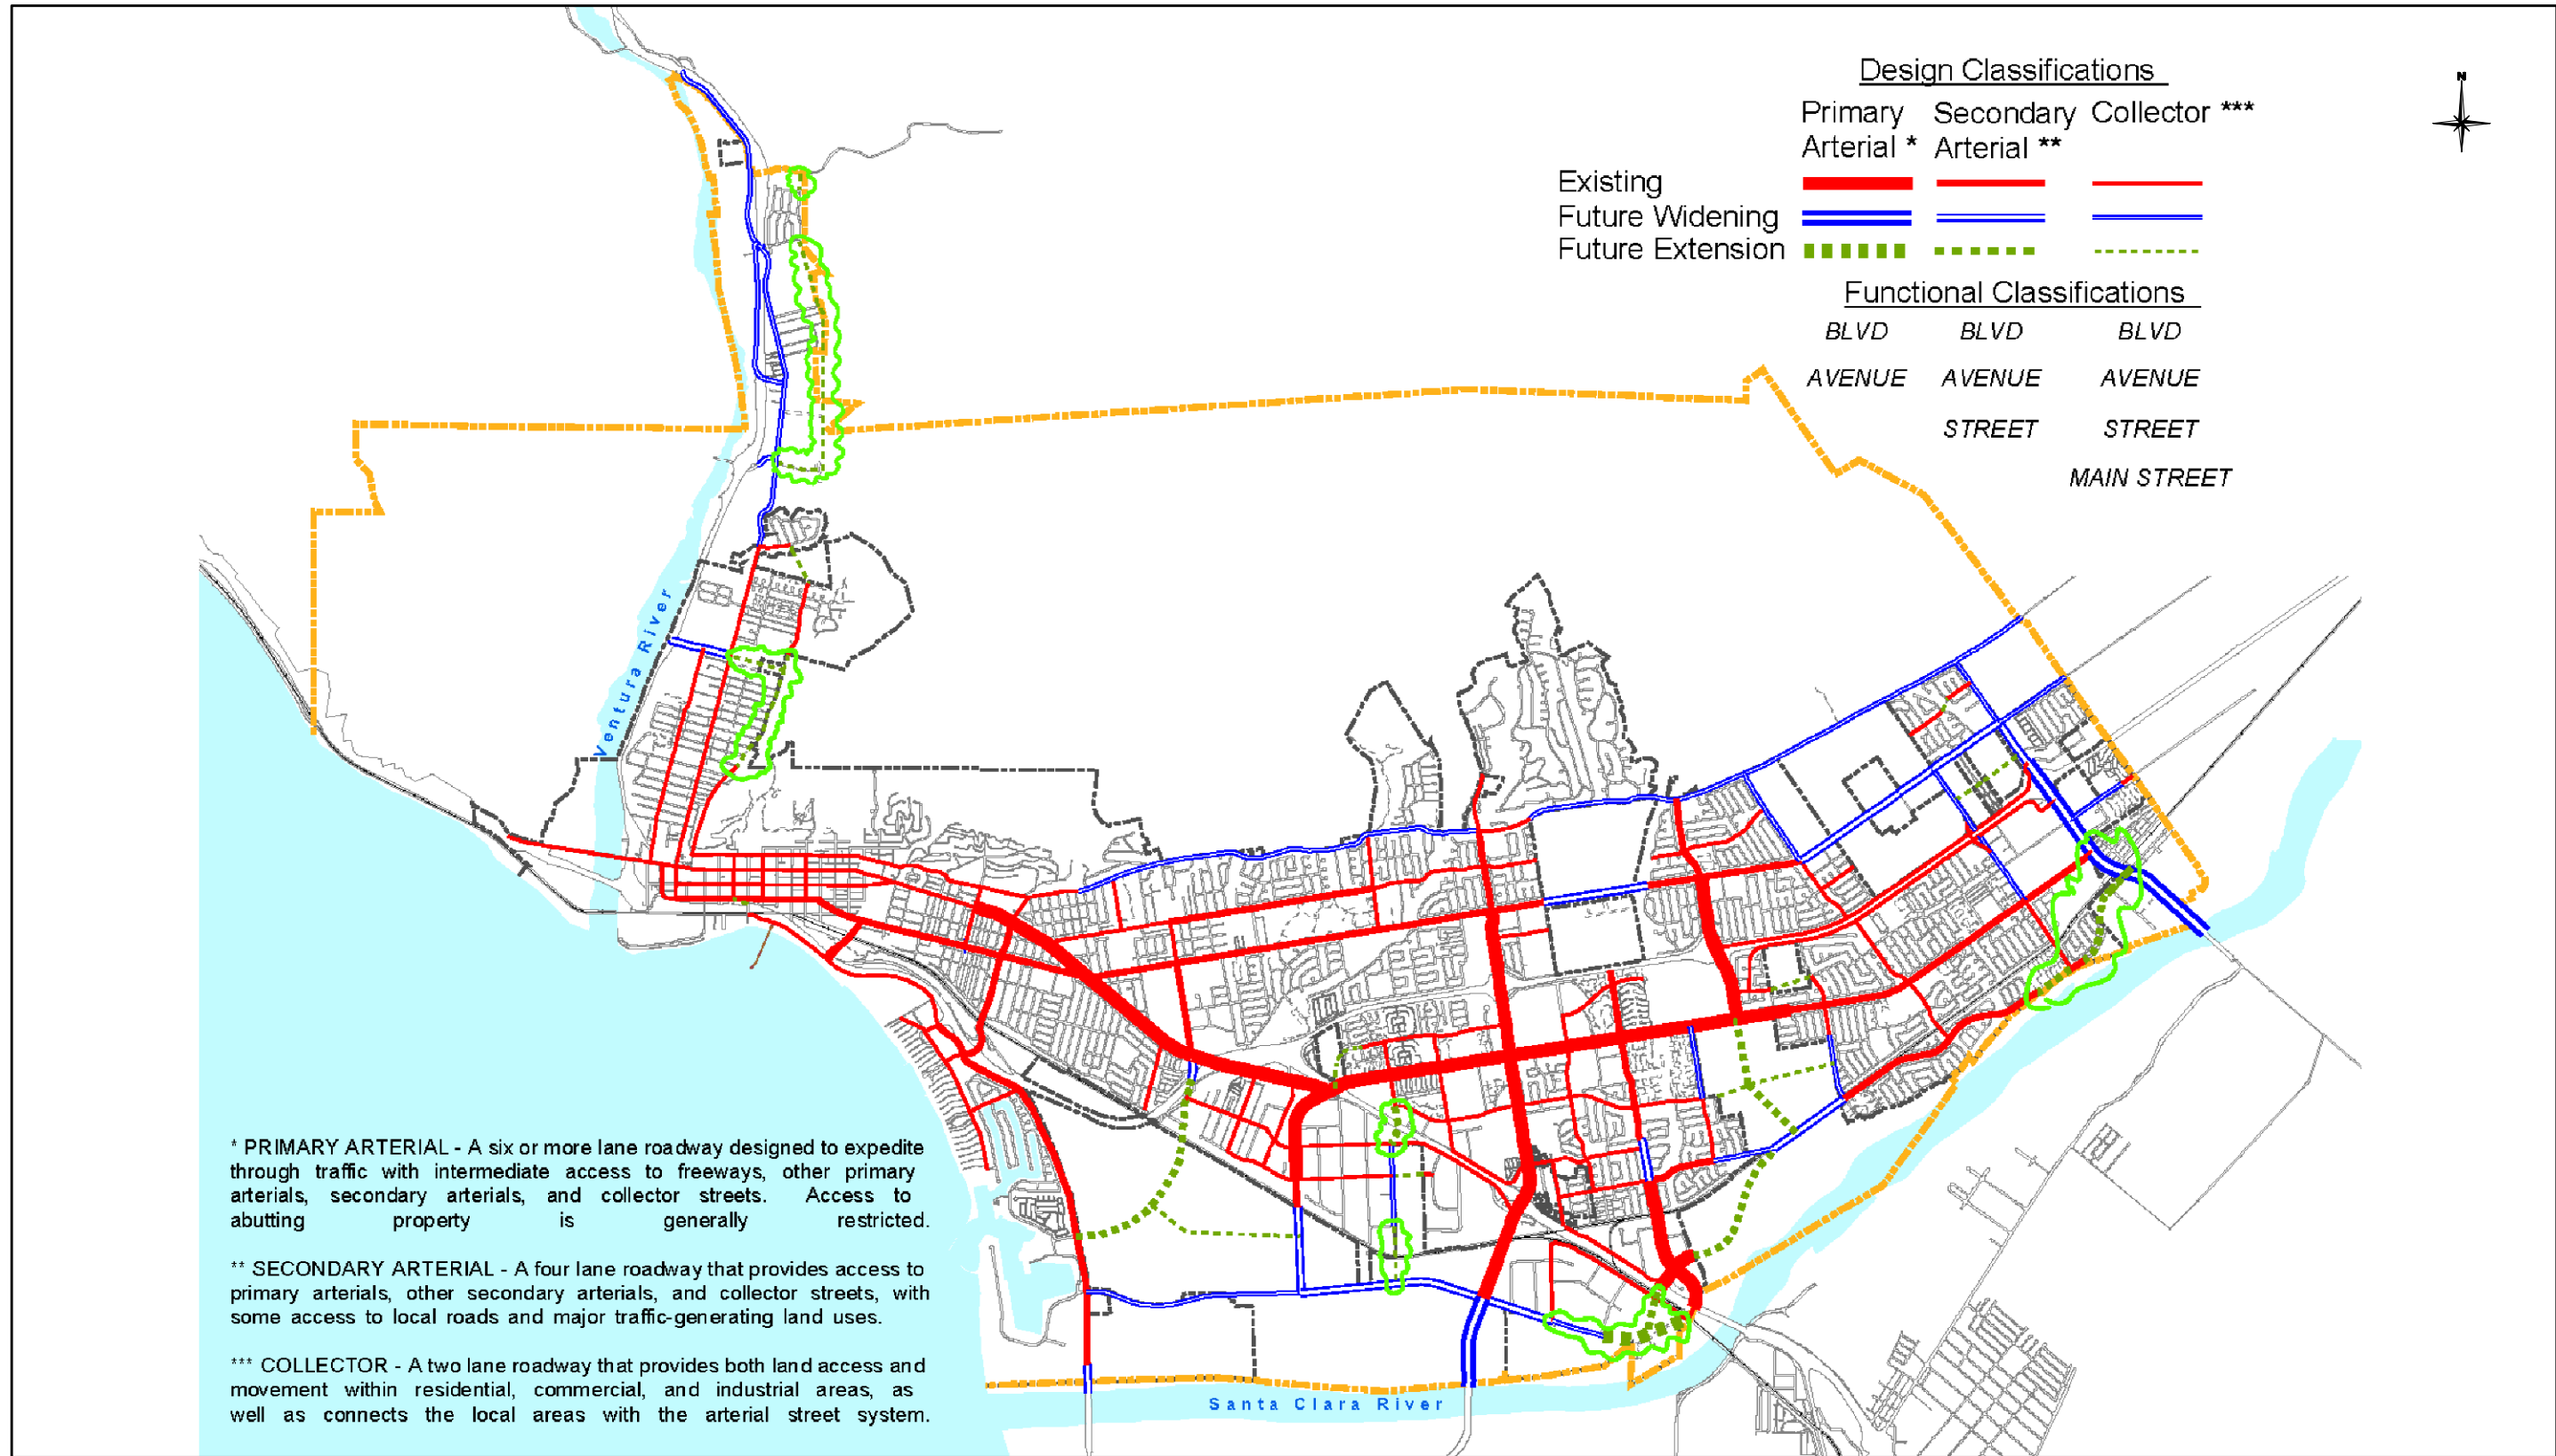 Design Classifications
Primary Arterial *
Secondary Arterial **
Collector ***
Existing
Future Widening
Future Extension
Functional Classifications
BLVD BLVD BLVD
AVENUE AVENUE AVENUE
STREET STREET
MAIN STREET
N
Ventura River
* PRIMARY ARTERIAL - A six or more lane roadway designed to expedite
through traffic with intermediate access to freeways, other primary
arterials, secondary arterials, and collector streets. Access to
abutting property is generally restricted.
** SECONDARY ARTERIAL - A four lane roadway that provides access to
primary arterials, other secondary arterials, and collector streets, with
some access to local roads and major traffic-generating land uses.
*** COLLECTOR - A two lane roadway that provides both land access and
movement within residential, commercial, and industrial areas, as
well as connects the local areas with the arterial street system.
Santa Clara River